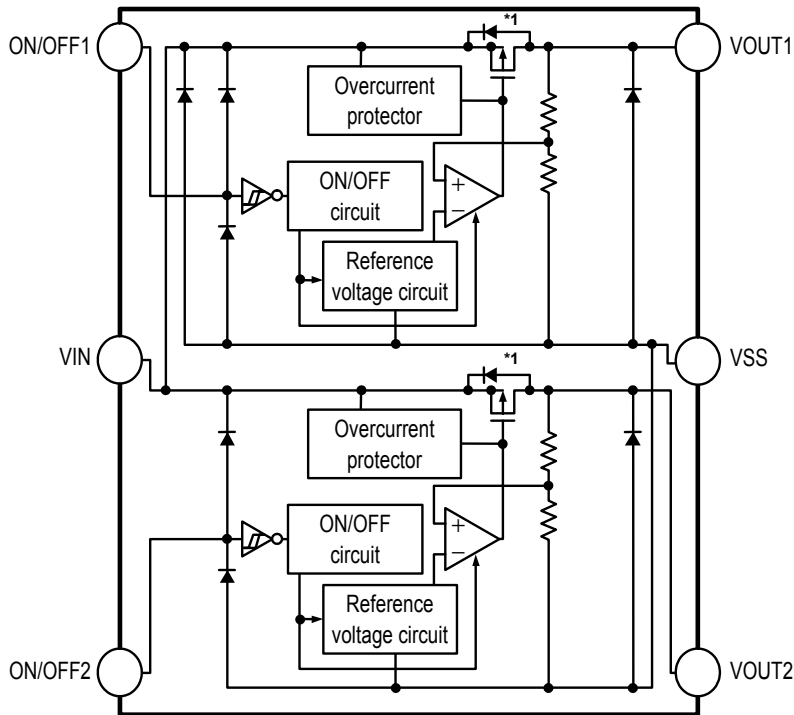 ON/OFF1
*1
VOUT1
Overcurrent
protector
ON/OFF
circuit
+
−
Reference
voltage circuit
VIN
VSS
*1
Overcurrent
protector
ON/OFF
circuit
+
−
Reference
voltage circuit
ON/OFF2
VOUT2